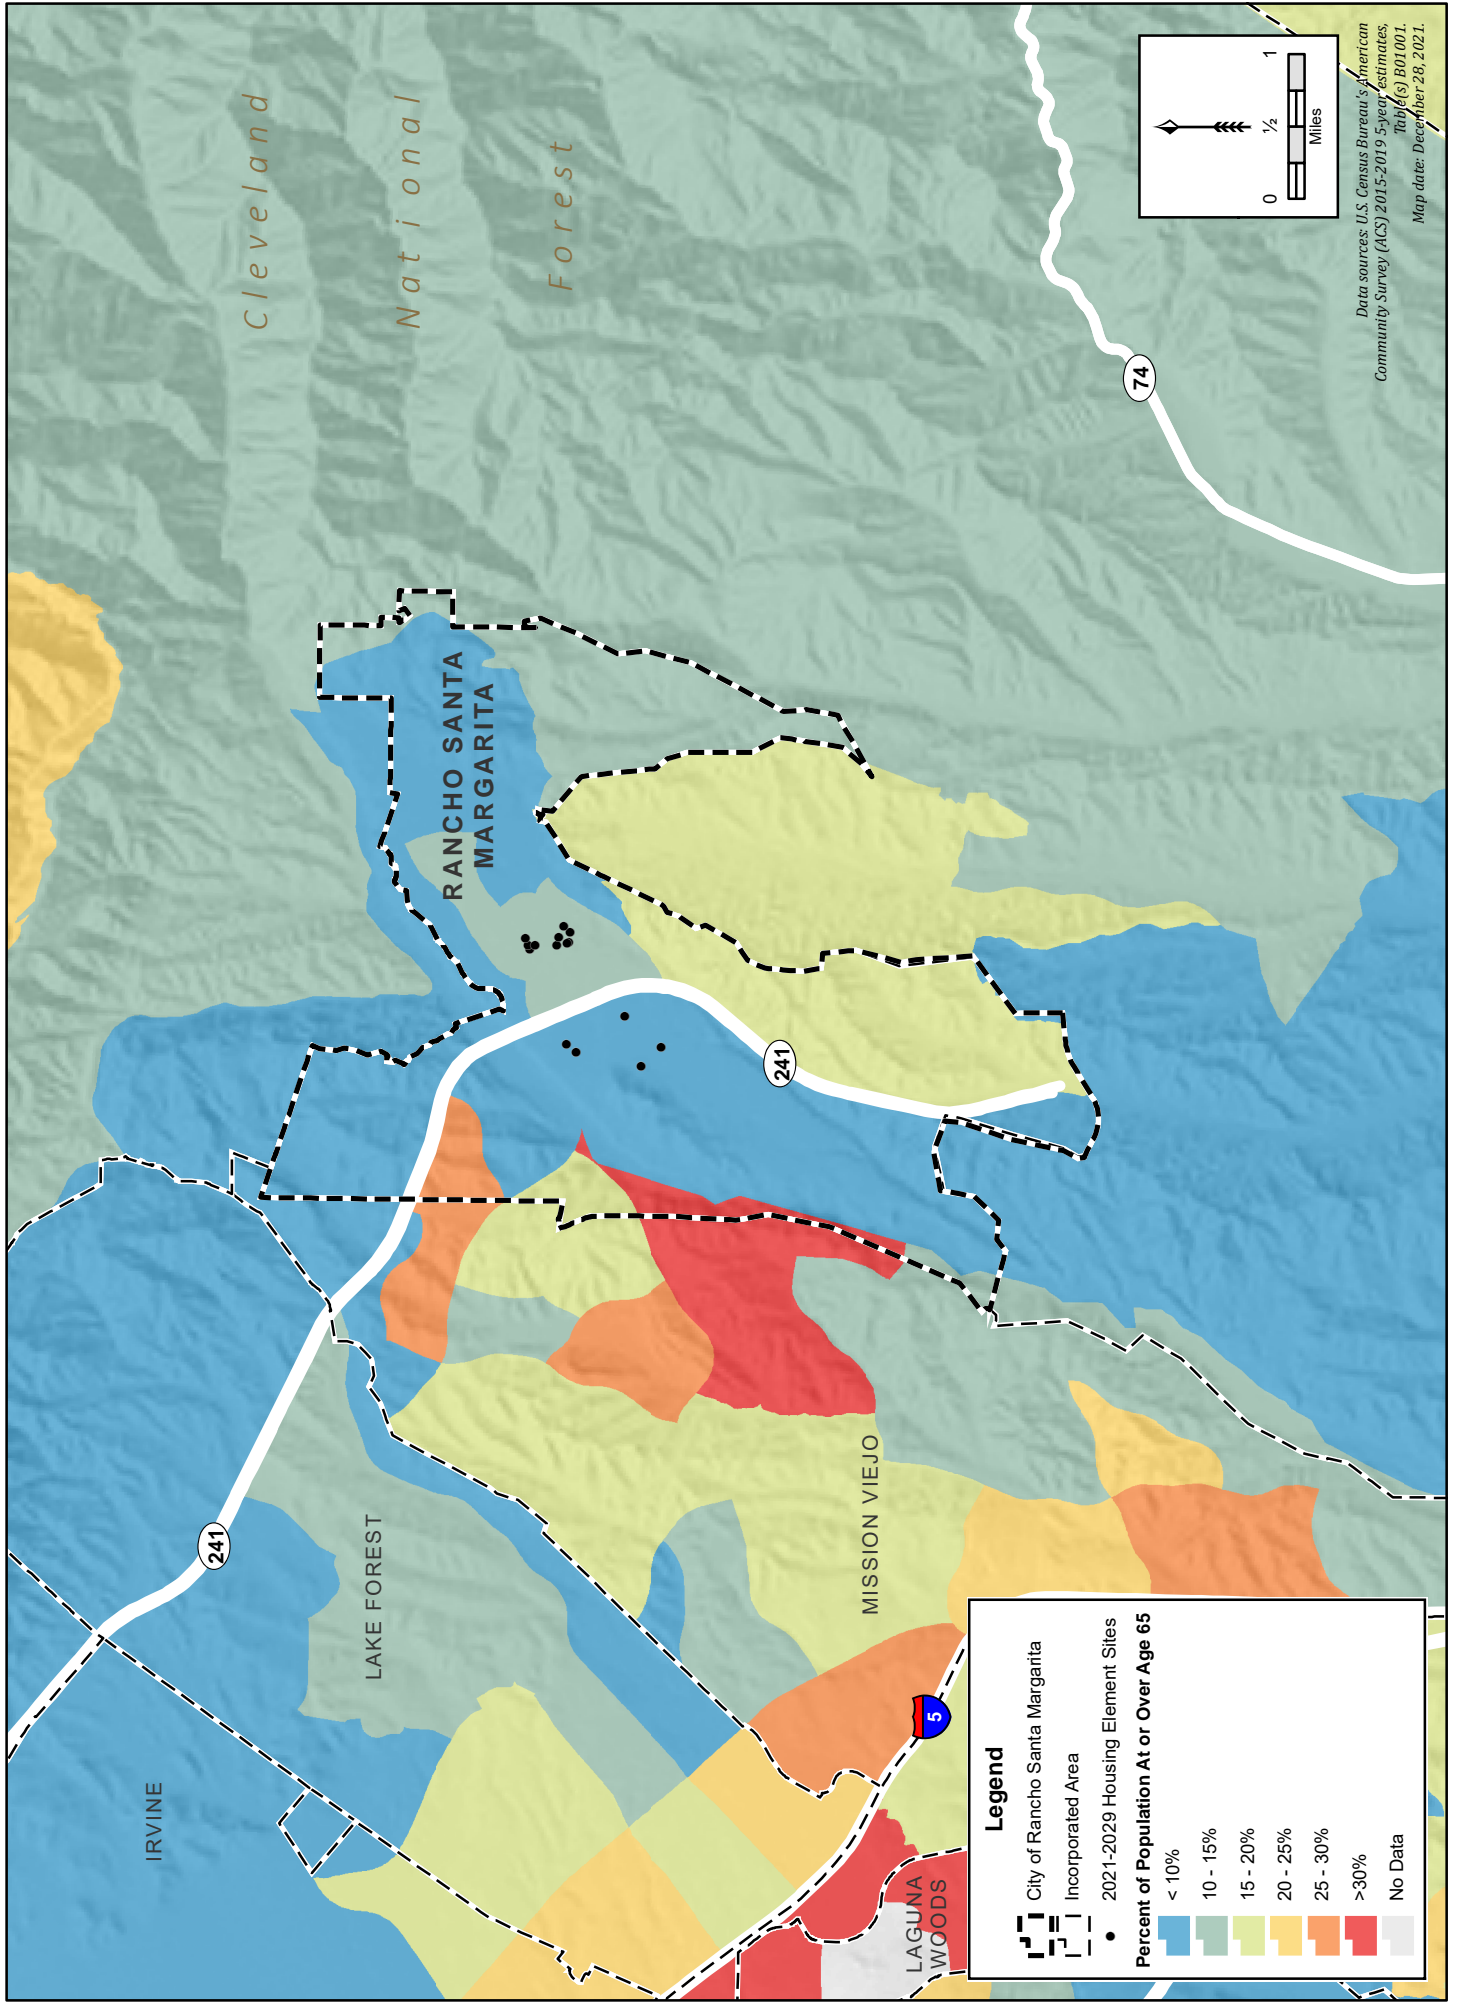 Cleveland
National
Forest
RANCHO SANTA
MARGARITA
241
241
74
5
IRVINE
LAKE FOREST
MISSION VIEJO
LAGUNA
WOODS
Legend
City of Rancho Santa Margarita
Incorporated Area
2021-2029 Housing Element Sites
Percent of Population At or Over Age 65
< 10%
10 - 15%
15 - 20%
20 - 25%
25 - 30%
>30%
No Data
0 ½ 1
Miles
Data sources: U.S. Census Bureau's American
Community Survey (ACS) 2015-2019 5-year estimates,
Table(s) B01001.
Map date: December 28, 2021.